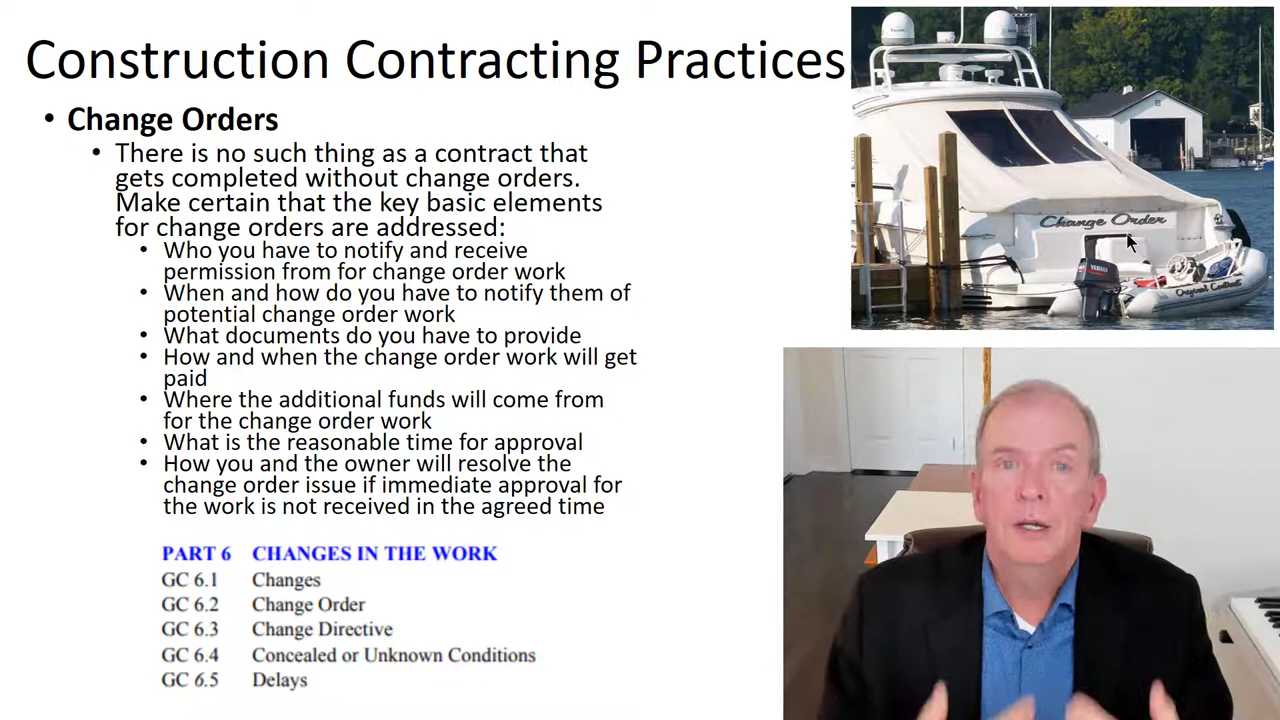 Construction Contracting Practices
• Change Orders
• There is no such thing as a contract that
gets completed without change orders.
Make certain that the key basic elements
for change orders are addressed:
• Who you have to notify and receive
permission from for change order work
• When and how do you have to notify them of
potential change order work
• What documents do you have to provide
• How and when the change order work will get
paid
• Where the additional funds will come from
for the change order work
• What is the reasonable time for approval
• How you and the owner will resolve the
change order issue if immediate approval for
the work is not received in the agreed time
PART 6 CHANGES IN THE WORK
GC 6.1 Changes
GC 6.2 Change Order
GC 6.3 Change Directive
GC 6.4 Concealed or Unknown Conditions
GC 6.5 Delays
Change Order
YAMAHA
Original Contract